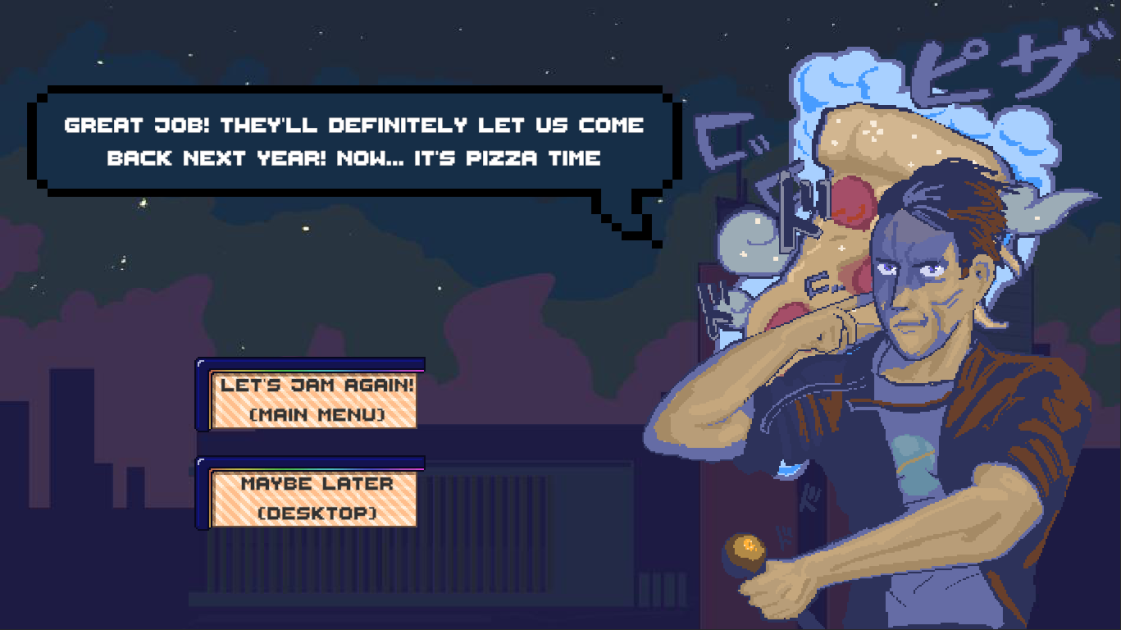 GREAT JOB! THEY'LL DEFINITELY LET US COME
BACK NEXT YEAR! NOW... IT'S PIZZA TIME
ピザ
LET'S JAM AGAIN!
(MAIN MENU)
MAYBE LATER
(DESKTOP)